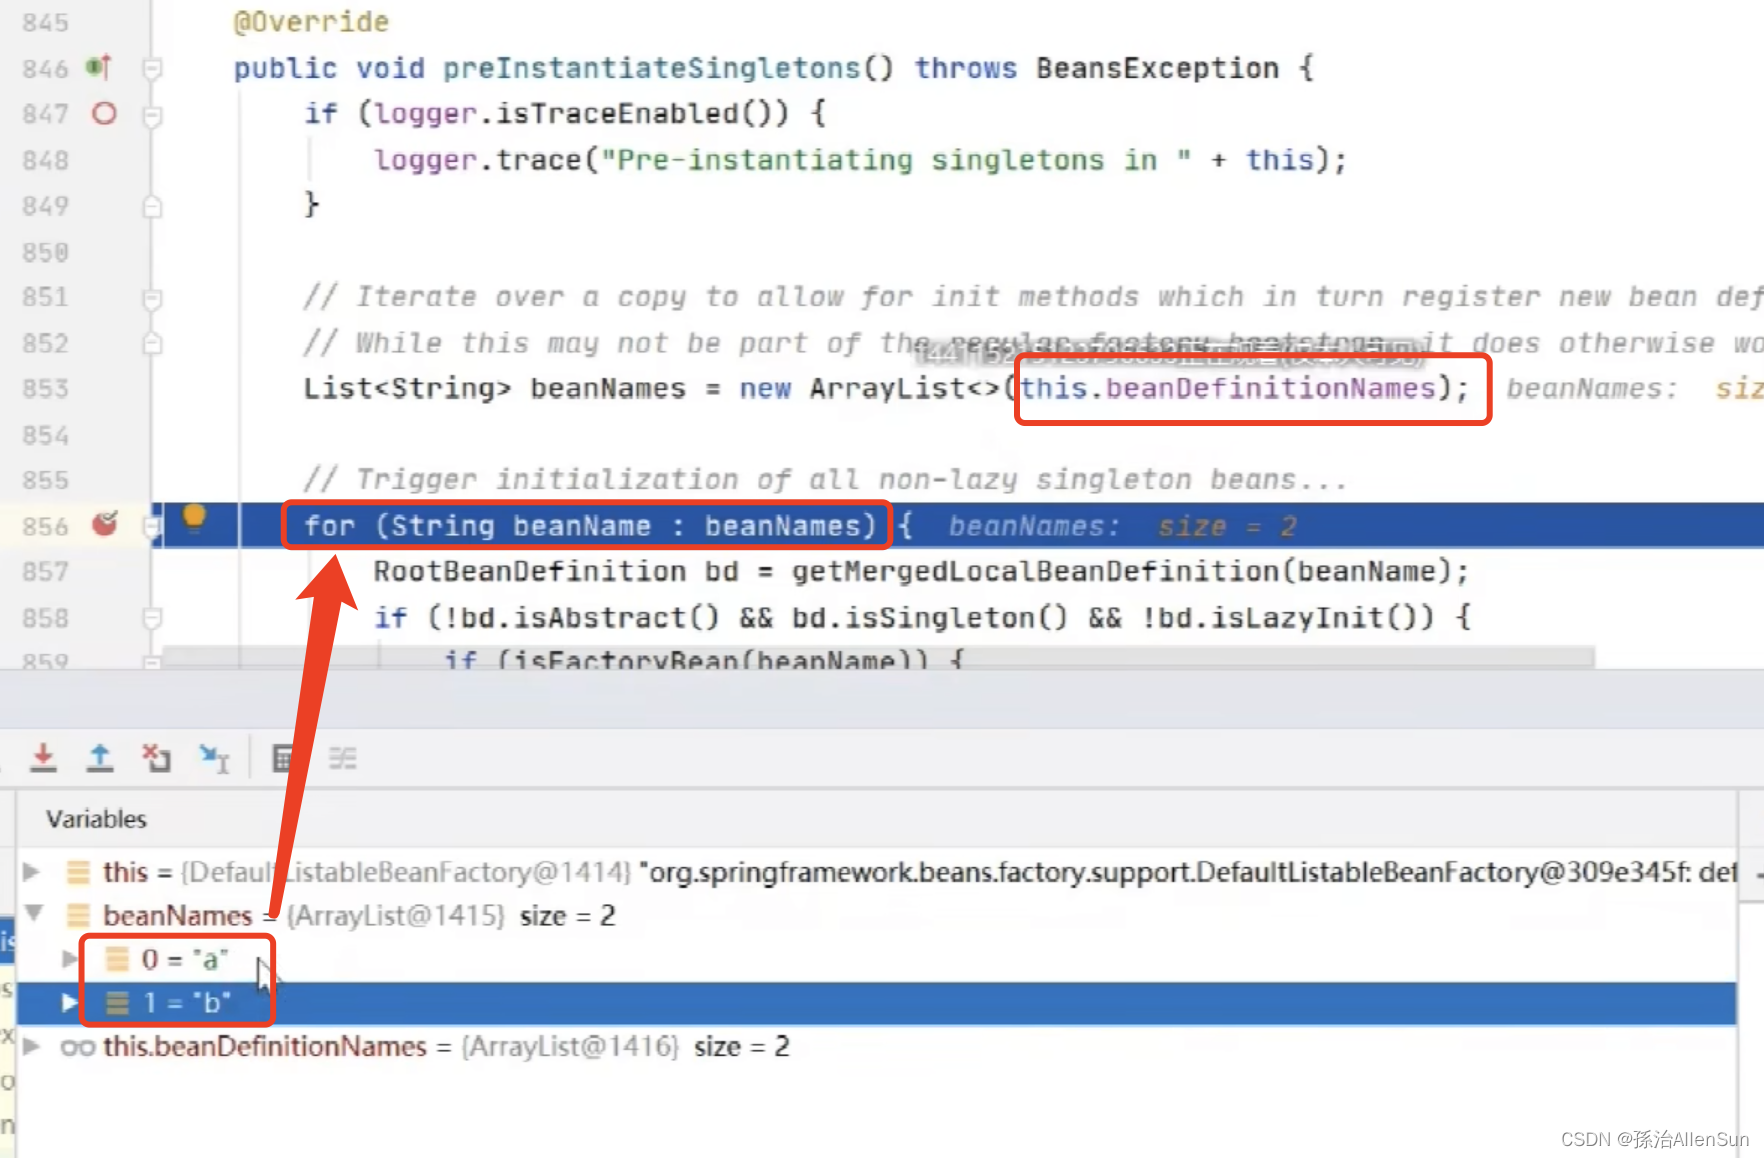 845 @Override
846 public void preInstantiateSingletons() throws BeansException {
847 if (logger.isTraceEnabled()) {
848 logger.trace("Pre-instantiating singletons in " + this);
849 }
850
851 // Iterate over a copy to allow for init methods which in turn register new bean def
852 // While this may not be part of the regular factory bootstrap, it does otherwise wo
853 List<String> beanNames = new ArrayList<>(this.beanDefinitionNames); beanNames: siz
854
855 // Trigger initialization of all non-lazy singleton beans...
856 for (String beanName : beanNames) { beanNames: size = 2
857 RootBeanDefinition bd = getMergedLocalBeanDefinition(beanName);
858 if (!bd.isAbstract() && bd.isSingleton() && !bd.isLazyInit()) {
859 if (isFactoryBean(beanName)) {
Variables
this = {DefaultListableBeanFactory@1414} "org.springframework.beans.factory.support.DefaultListableBeanFactory@309e345f: def
beanNames = {ArrayList@1415} size = 2
0 = "a"
1 = "b"
this.beanDefinitionNames = {ArrayList@1416} size = 2
CSDN @孫治AllenSun